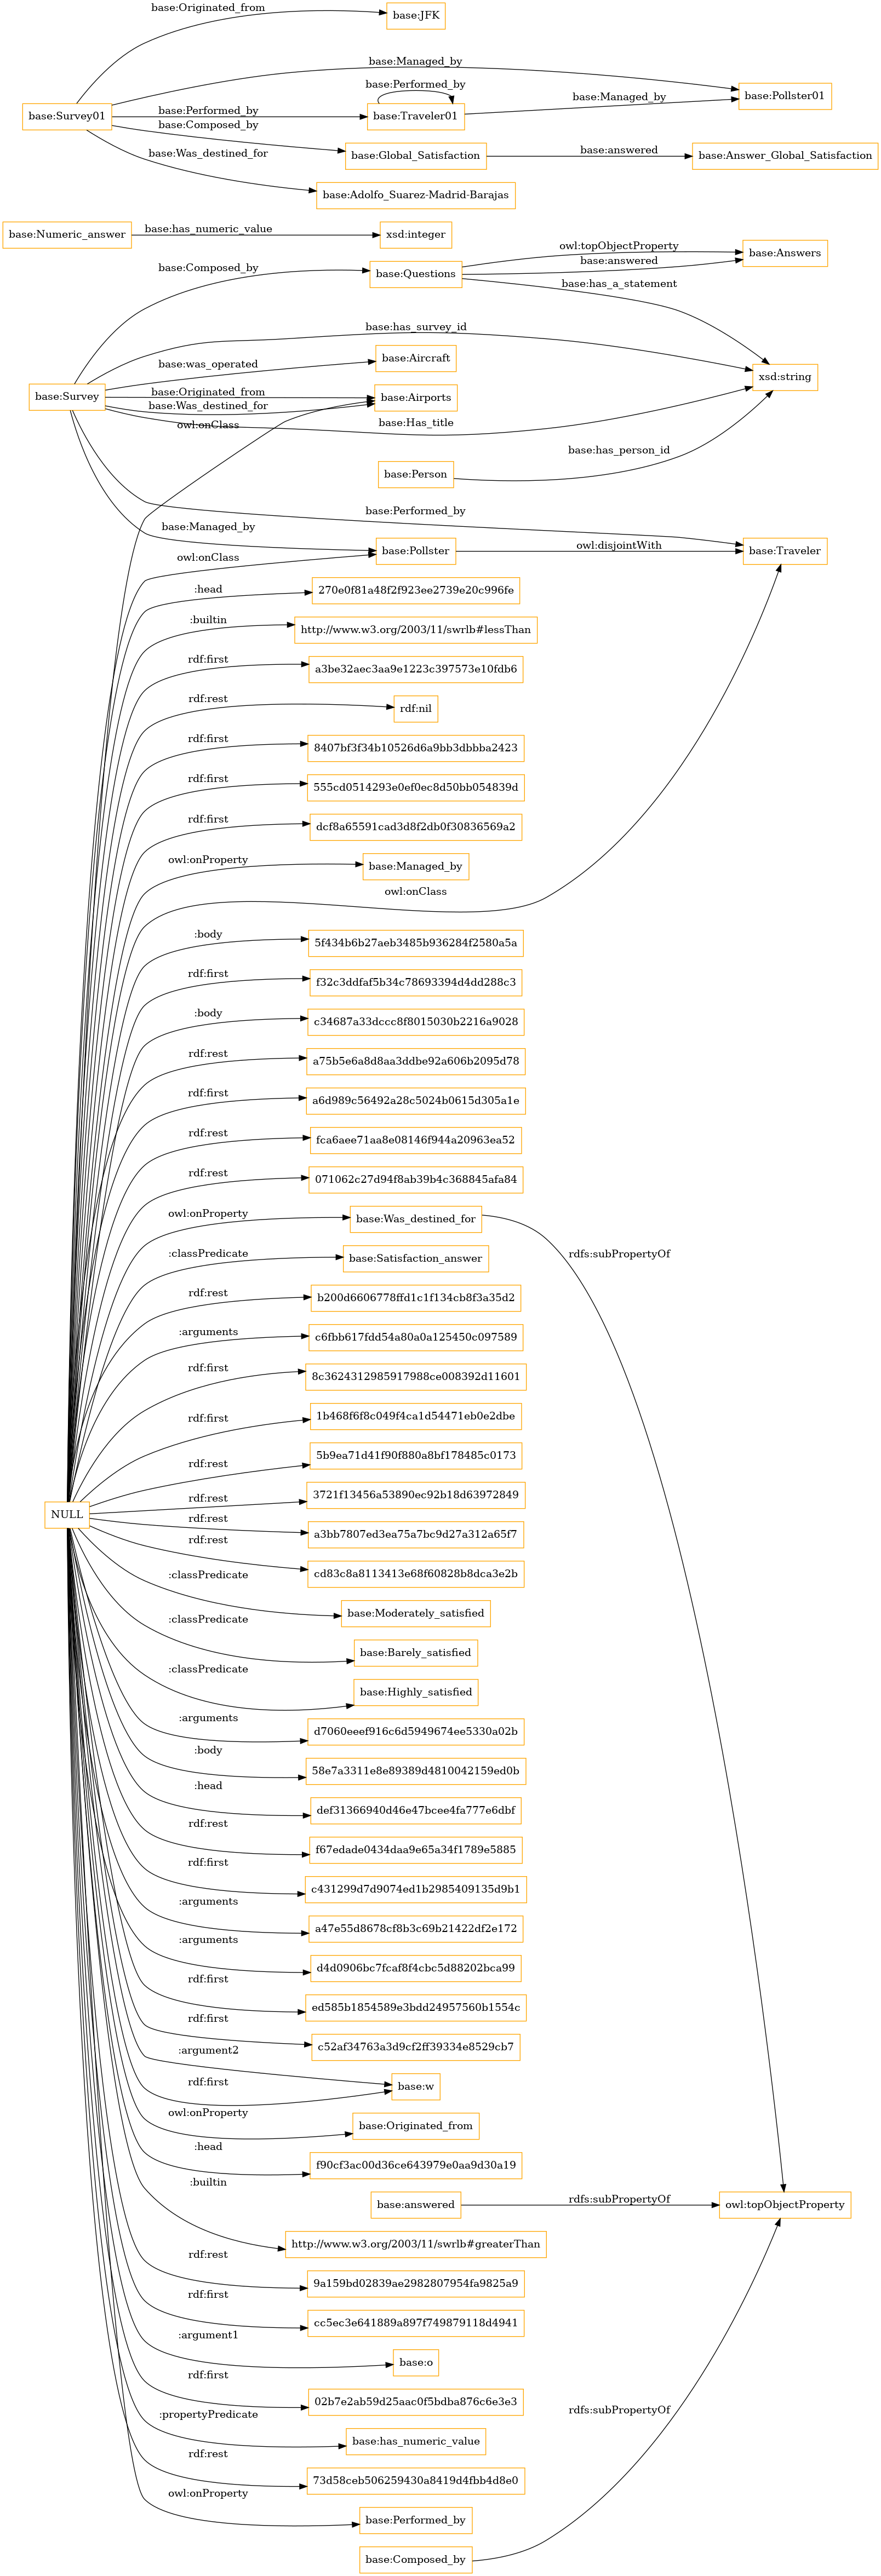 base:Originated_from
base:JFK
base:Managed_by
base:Performed_by
base:Managed_by
base:Pollster01
base:Survey01
base:Performed_by
base:Traveler01
base:Composed_by
base:Was_destined_for
base:Global_Satisfaction
base:answered
base:Answer_Global_Satisfaction
base:Adolfo_Suarez-Madrid-Barajas
base:Numeric_answer
base:has_numeric_value
xsd:integer
base:Composed_by
base:Questions
owl:topObjectProperty
base:answered
base:Answers
base:has_a_statement
base:has_survey_id
base:was_operated
base:Aircraft
xsd:string
base:Survey
base:Originated_from
base:Was_destined_for
base:Airports
owl:onClass
base:Has_title
base:Person
base:has_person_id
base:Performed_by
base:Managed_by
base:Pollster
owl:disjointWith
base:Traveler
owl:onClass
:head
270e0f81a48f2f923ee2739e20c996fe
:builtin
http://www.w3.org/2003/11/swrlb#lessThan
rdf:first
a3be32aec3aa9e1223c397573e10fdb6
rdf:rest
rdf:nil
rdf:first
8407bf3f34b10526d6a9bb3dbbba2423
rdf:first
555cd0514293e0ef0ec8d50bb054839d
rdf:first
dcf8a65591cad3d8f2db0f30836569a2
owl:onProperty
base:Managed_by
owl:onClass
:body
5f434b6b27aeb3485b936284f2580a5a
rdf:first
f32c3ddfaf5b34c78693394d4dd288c3
:body
c34687a33dccc8f8015030b2216a9028
rdf:rest
a75b5e6a8d8aa3ddbe92a606b2095d78
rdf:first
a6d989c56492a28c5024b0615d305a1e
rdf:rest
fca6aee71aa8e08146f944a20963ea52
rdf:rest
071062c27d94f8ab39b4c368845afa84
owl:onProperty
base:Was_destined_for
rdfs:subPropertyOf
:classPredicate
base:Satisfaction_answer
rdf:rest
b200d6606778ffd1c1f134cb8f3a35d2
:arguments
c6fbb617fdd54a80a0a125450c097589
rdf:first
8c3624312985917988ce008392d11601
rdf:first
1b468f6f8c049f4ca1d54471eb0e2dbe
rdf:rest
5b9ea71d41f90f880a8bf178485c0173
NULL
rdf:rest
3721f13456a53890ec92b18d63972849
rdf:rest
a3bb7807ed3ea75a7bc9d27a312a65f7
rdf:rest
cd83c8a8113413e68f60828b8dca3e2b
:classPredicate
base:Moderately_satisfied
:classPredicate
base:Barely_satisfied
:classPredicate
base:Highly_satisfied
:arguments
d7060eeef916c6d5949674ee5330a02b
:body
58e7a3311e8e89389d4810042159ed0b
:head
def31366940d46e47bcee4fa777e6dbf
rdf:rest
f67edade0434daa9e65a34f1789e5885
rdf:first
c431299d7d9074ed1b2985409135d9b1
:arguments
a47e55d8678cf8b3c69b21422df2e172
:arguments
d4d0906bc7fcaf8f4cbc5d88202bca99
rdf:first
ed585b1854589e3bdd24957560b1554c
rdf:first
c52af34763a3d9cf2ff39334e8529cb7
:argument2
rdf:first
base:w
owl:onProperty
base:Originated_from
:head
f90cf3ac00d36ce643979e0aa9d30a19
:builtin
base:answered
rdfs:subPropertyOf
owl:topObjectProperty
http://www.w3.org/2003/11/swrlb#greaterThan
rdf:rest
9a159bd02839ae2982807954fa9825a9
rdf:first
cc5ec3e641889a897f749879118d4941
:argument1
base:o
rdf:first
02b7e2ab59d25aac0f5bdba876c6e3e3
rdfs:subPropertyOf
:propertyPredicate
base:has_numeric_value
rdf:rest
73d58ceb506259430a8419d4fbb4d8e0
owl:onProperty
base:Performed_by
base:Composed_by